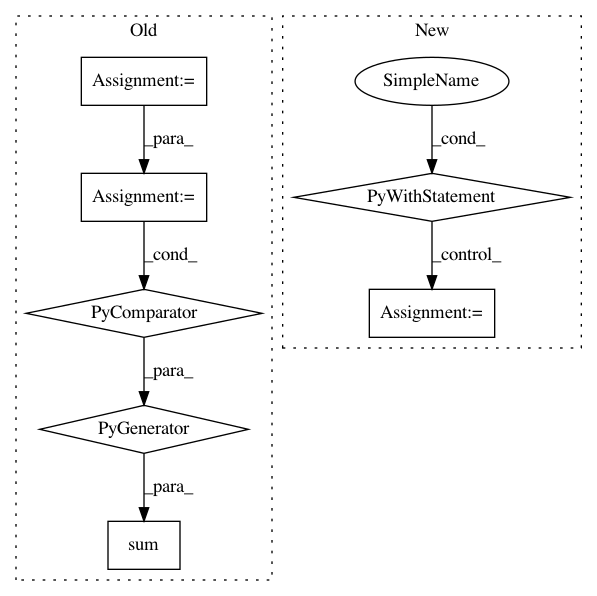 Old
Assignment:=
_para_
Assignment:=
_cond_
PyComparator
_para_
PyGenerator
_para_
sum
New
SimpleName
_cond_
PyWithStatement
_control_
Assignment:=